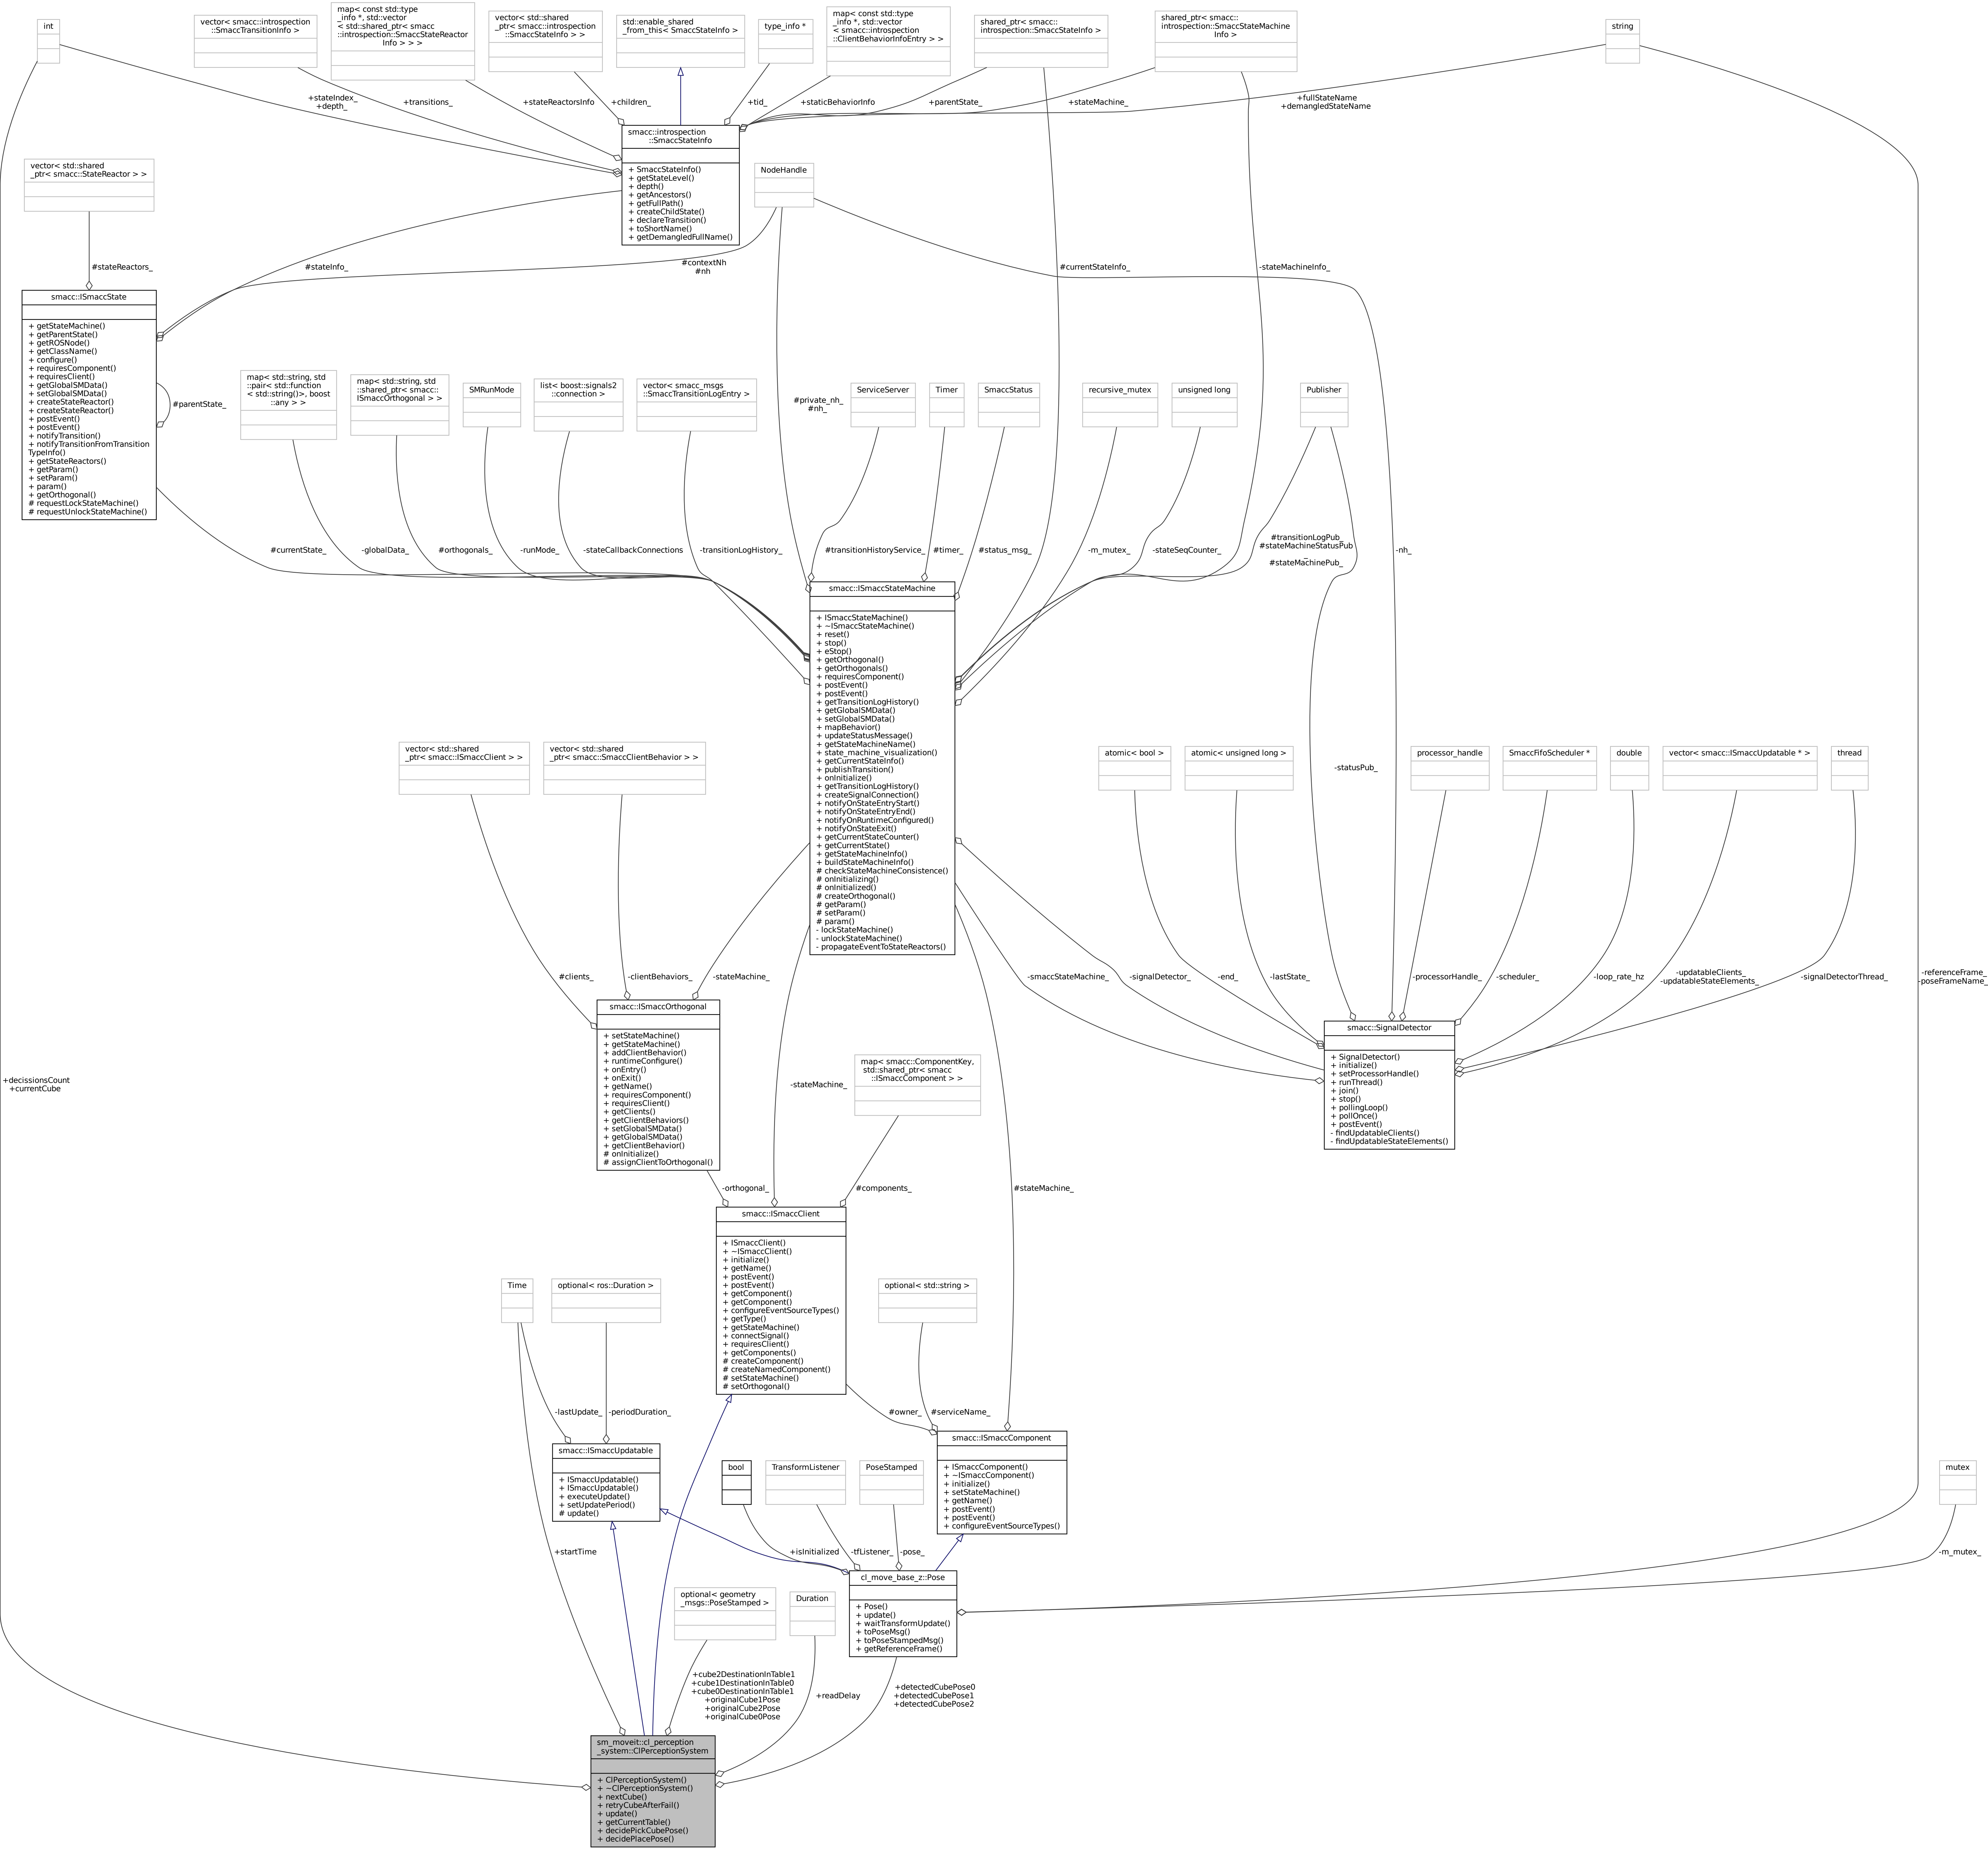 int
vector< smacc::introspection
::SmaccTransitionInfo >
map< const std::type
_info *, std::vector
< std::shared_ptr< smacc
::introspection::SmaccStateReactor
Info > > >
vector< std::shared
_ptr< smacc::introspection
::SmaccStateInfo > >
std::enable_shared
_from_this< SmaccStateInfo >
type_info *
map< const std::type
_info *, std::vector
< smacc::introspection
::ClientBehaviorInfoEntry > >
shared_ptr< smacc::
introspection::SmaccStateInfo >
shared_ptr< smacc::
introspection::SmaccStateMachine
Info >
string
+stateIndex_
+depth_
+transitions_
+stateReactorsInfo
+children_
+tid_
+staticBehaviorInfo
+parentState_
+stateMachine_
+fullStateName
+demangledStateName
smacc::introspection
::SmaccStateInfo
+ SmaccStateInfo()
+ getStateLevel()
+ depth()
+ getAncestors()
+ getFullPath()
+ createChildState()
+ declareTransition()
+ toShortName()
+ getDemangledFullName()
vector< std::shared
_ptr< smacc::StateReactor > >
NodeHandle
#stateReactors_
#stateInfo_
#contextNh
#nh
#currentStateInfo_
-stateMachineInfo_
smacc::ISmaccState
+ getStateMachine()
+ getParentState()
+ getROSNode()
+ getClassName()
+ configure()
+ requiresComponent()
+ requiresClient()
+ getGlobalSMData()
+ setGlobalSMData()
+ createStateReactor()
+ createStateReactor()
+ postEvent()
+ postEvent()
+ notifyTransition()
+ notifyTransitionFromTransition
TypeInfo()
+ getStateReactors()
+ getParam()
+ setParam()
+ param()
+ getOrthogonal()
# requestLockStateMachine()
# requestUnlockStateMachine()
#parentState_
map< std::string, std
::pair< std::function
< std::string()>, boost
::any > >
map< std::string, std
::shared_ptr< smacc::
ISmaccOrthogonal > >
SMRunMode
list< boost::signals2
::connection >
vector< smacc_msgs
::SmaccTransitionLogEntry >
#private_nh_
#nh_
ServiceServer
Timer
SmaccStatus
recursive_mutex
unsigned long
Publisher
#currentState_
-globalData_
#orthogonals_
-runMode_
-stateCallbackConnections
-transitionLogHistory_
#transitionHistoryService_
#timer_
#status_msg_
-m_mutex_
-stateSeqCounter_
#transitionLogPub_
#stateMachineStatusPub
_
#stateMachinePub_
-nh_
smacc::ISmaccStateMachine
+ ISmaccStateMachine()
+ ~ISmaccStateMachine()
+ reset()
+ stop()
+ eStop()
+ getOrthogonal()
+ getOrthogonals()
+ requiresComponent()
+ postEvent()
+ postEvent()
+ getTransitionLogHistory()
+ getGlobalSMData()
+ setGlobalSMData()
+ mapBehavior()
+ updateStatusMessage()
+ getStateMachineName()
+ state_machine_visualization()
+ getCurrentStateInfo()
+ publishTransition()
+ onInitialize()
+ getTransitionLogHistory()
+ createSignalConnection()
+ notifyOnStateEntryStart()
+ notifyOnStateEntryEnd()
+ notifyOnRuntimeConfigured()
+ notifyOnStateExit()
+ getCurrentStateCounter()
+ getCurrentState()
+ getStateMachineInfo()
+ buildStateMachineInfo()
# checkStateMachineConsistence()
# onInitializing()
# onInitialized()
# createOrthogonal()
# getParam()
# setParam()
# param()
- lockStateMachine()
- unlockStateMachine()
- propagateEventToStateReactors()
vector< std::shared
_ptr< smacc::ISmaccClient > >
vector< std::shared
_ptr< smacc::SmaccClientBehavior > >
atomic< bool >
atomic< unsigned long >
-statusPub_
processor_handle
SmaccFifoScheduler *
double
vector< smacc::ISmaccUpdatable * >
thread
#clients_
-clientBehaviors_
-stateMachine_
-smaccStateMachine_
-signalDetector_
-end_
-lastState_
-processorHandle_
-scheduler_
-loop_rate_hz
-updatableClients_
-updatableStateElements_
-signalDetectorThread_
-referenceFrame_
-poseFrameName_
smacc::ISmaccOrthogonal
+ setStateMachine()
+ getStateMachine()
+ addClientBehavior()
+ runtimeConfigure()
+ onEntry()
+ onExit()
+ getName()
+ requiresComponent()
+ requiresClient()
+ getClients()
+ getClientBehaviors()
+ setGlobalSMData()
+ getGlobalSMData()
+ getClientBehavior()
# onInitialize()
# assignClientToOrthogonal()
smacc::SignalDetector
+ SignalDetector()
+ initialize()
+ setProcessorHandle()
+ runThread()
+ join()
+ stop()
+ pollingLoop()
+ pollOnce()
+ postEvent()
- findUpdatableClients()
- findUpdatableStateElements()
+decissionsCount
+currentCube
-stateMachine_
map< smacc::ComponentKey,
std::shared_ptr< smacc
::ISmaccComponent > >
-orthogonal_
#components_
#stateMachine_
smacc::ISmaccClient
+ ISmaccClient()
+ ~ISmaccClient()
+ initialize()
+ getName()
+ postEvent()
+ postEvent()
+ getComponent()
+ getComponent()
+ configureEventSourceTypes()
+ getType()
+ getStateMachine()
+ connectSignal()
+ requiresClient()
+ getComponents()
# createComponent()
# createNamedComponent()
# setStateMachine()
# setOrthogonal()
Time
optional< ros::Duration >
optional< std::string >
-lastUpdate_
-periodDuration_
#owner_
#serviceName_
smacc::ISmaccUpdatable
+ ISmaccUpdatable()
+ ISmaccUpdatable()
+ executeUpdate()
+ setUpdatePeriod()
# update()
smacc::ISmaccComponent
+ ISmaccComponent()
+ ~ISmaccComponent()
+ initialize()
+ setStateMachine()
+ getName()
+ postEvent()
+ postEvent()
+ configureEventSourceTypes()
bool
TransformListener
PoseStamped
mutex
+startTime
+isInitialized
-tfListener_
-pose_
-m_mutex_
cl_move_base_z::Pose
+ Pose()
+ update()
+ waitTransformUpdate()
+ toPoseMsg()
+ toPoseStampedMsg()
+ getReferenceFrame()
optional< geometry
_msgs::PoseStamped >
Duration
+cube2DestinationInTable1
+cube1DestinationInTable0
+cube0DestinationInTable1
+originalCube1Pose
+originalCube2Pose
+originalCube0Pose
+readDelay
+detectedCubePose0
+detectedCubePose1
+detectedCubePose2
sm_moveit::cl_perception
_system::ClPerceptionSystem
+ ClPerceptionSystem()
+ ~ClPerceptionSystem()
+ nextCube()
+ retryCubeAfterFail()
+ update()
+ getCurrentTable()
+ decidePickCubePose()
+ decidePlacePose()